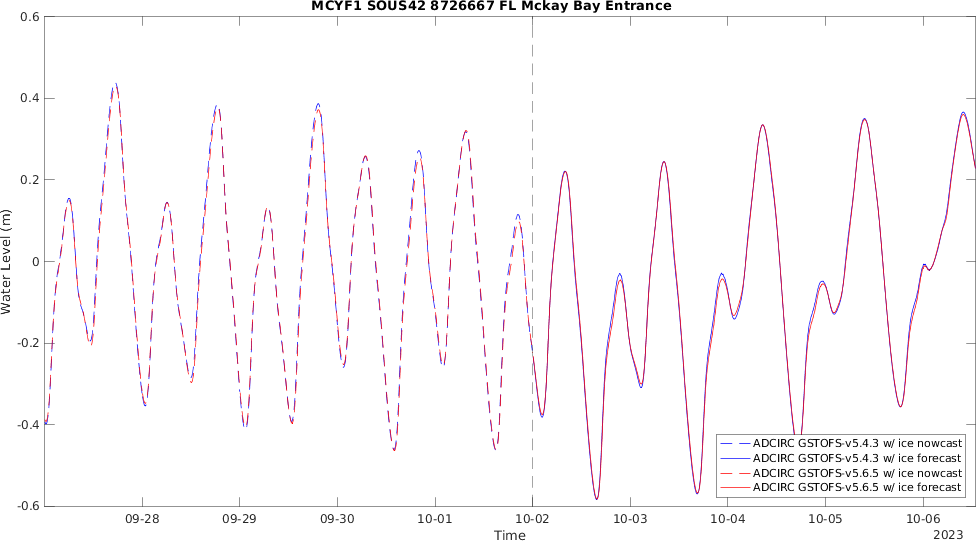 MCYF1 SOUS42 8726667 FL Mckay Bay Entrance
0.6
0.4
0.2
0
-0.2
-0.4
-0.6
Water Level (m)
ADCIRC GSTOFS-v5.4.3 w/ ice nowcast
ADCIRC GSTOFS-v5.4.3 w/ ice forecast
ADCIRC GSTOFS-v5.6.5 w/ ice nowcast
ADCIRC GSTOFS-v5.6.5 w/ ice forecast
09-28 09-29 09-30 10-01 10-02 10-03 10-04 10-05 10-06
Time
2023